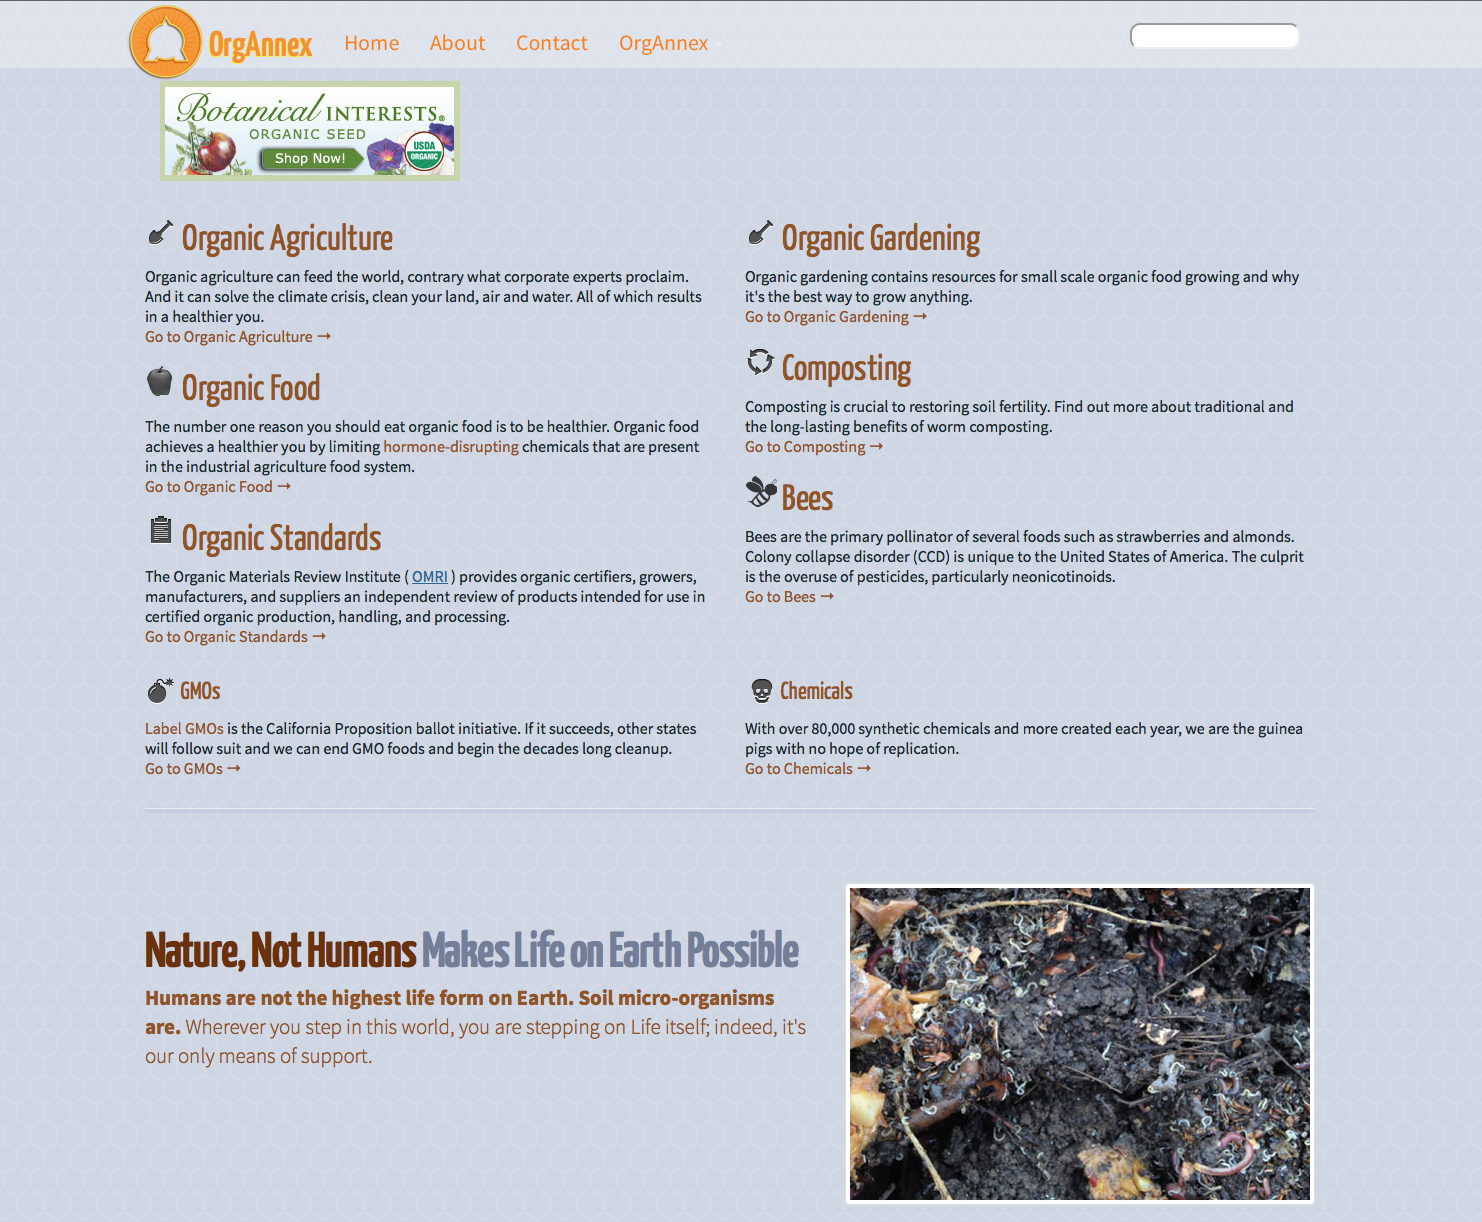 OrgAnnex
Home About Contact OrgAnnex
Botanical INTERESTS®
ORGANIC SEED
Shop Now!
USDA
ORGANIC
Organic Agriculture
Organic agriculture can feed the world, contrary what corporate experts proclaim.
And it can solve the climate crisis, clean your land, air and water. All of which results
in a healthier you.
Go to Organic Agriculture →
Organic Food
The number one reason you should eat organic food is to be healthier. Organic food
achieves a healthier you by limiting hormone-disrupting chemicals that are present
in the industrial agriculture food system.
Go to Organic Food →
Organic Standards
The Organic Materials Review Institute ( OMRI ) provides organic certifiers, growers,
manufacturers, and suppliers an independent review of products intended for use in
certified organic production, handling, and processing.
Go to Organic Standards →
Organic Gardening
Organic gardening contains resources for small scale organic food growing and why
it's the best way to grow anything.
Go to Organic Gardening →
Composting
Composting is crucial to restoring soil fertility. Find out more about traditional and
the long-lasting benefits of worm composting.
Go to Composting →
Bees
Bees are the primary pollinator of several foods such as strawberries and almonds.
Colony collapse disorder (CCD) is unique to the United States of America. The culprit
is the overuse of pesticides, particularly neonicotinoids.
Go to Bees →
GMOs
Label GMOs is the California Proposition ballot initiative. If it succeeds, other states
will follow suit and we can end GMO foods and begin the decades long cleanup.
Go to GMOs →
Chemicals
With over 80,000 synthetic chemicals and more created each year, we are the guinea
pigs with no hope of replication.
Go to Chemicals →
Nature, Not Humans Makes Life on Earth Possible
Humans are not the highest life form on Earth. Soil micro-organisms
are. Wherever you step in this world, you are stepping on Life itself; indeed, it's
our only means of support.